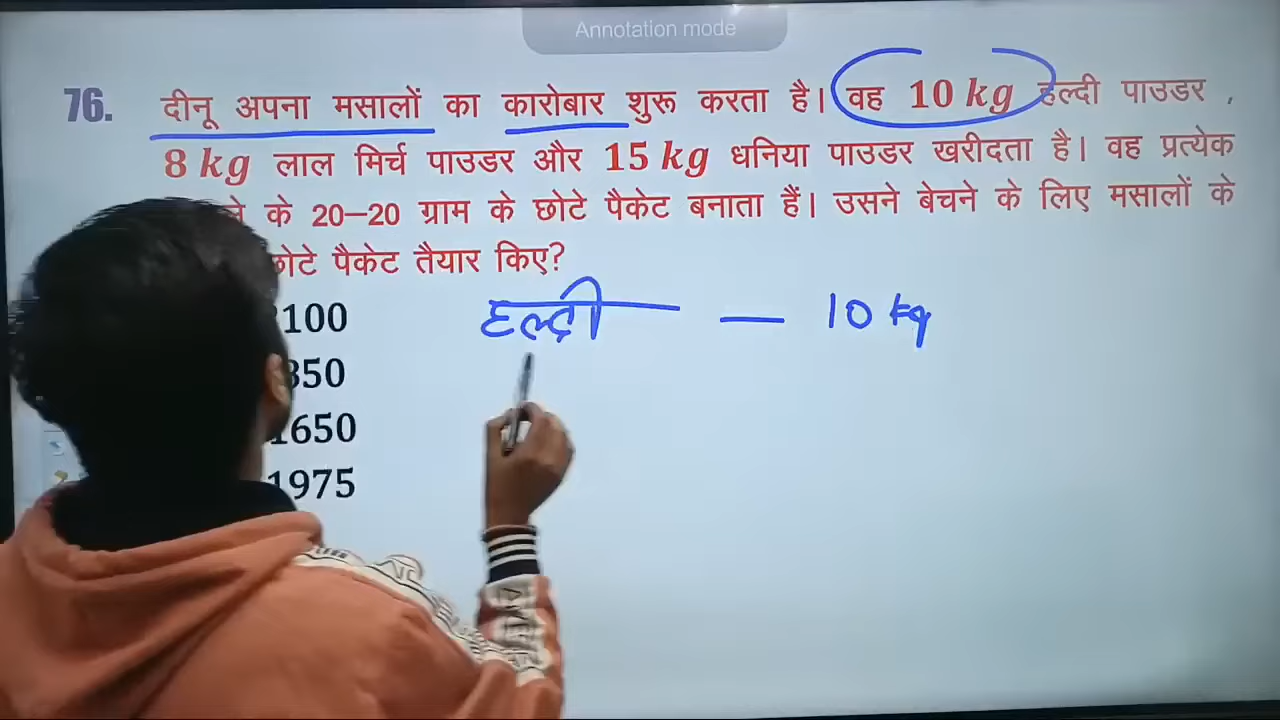 Annotation mode
76. दीनू अपना मसालों का कारोबार शुरू करता है। वह 10 kg हल्दी पाउडर ,
8 kg लाल मिर्च पाउडर और 15 kg धनिया पाउडर खरीदता है। वह प्रत्येक
के 20–20 ग्राम के छोटे पैकेट बनाता हैं। उसने बेचने के लिए मसालों के
छोटे पैकेट तैयार किए?
हल्दी — 10 kg
100
850
1650
1975